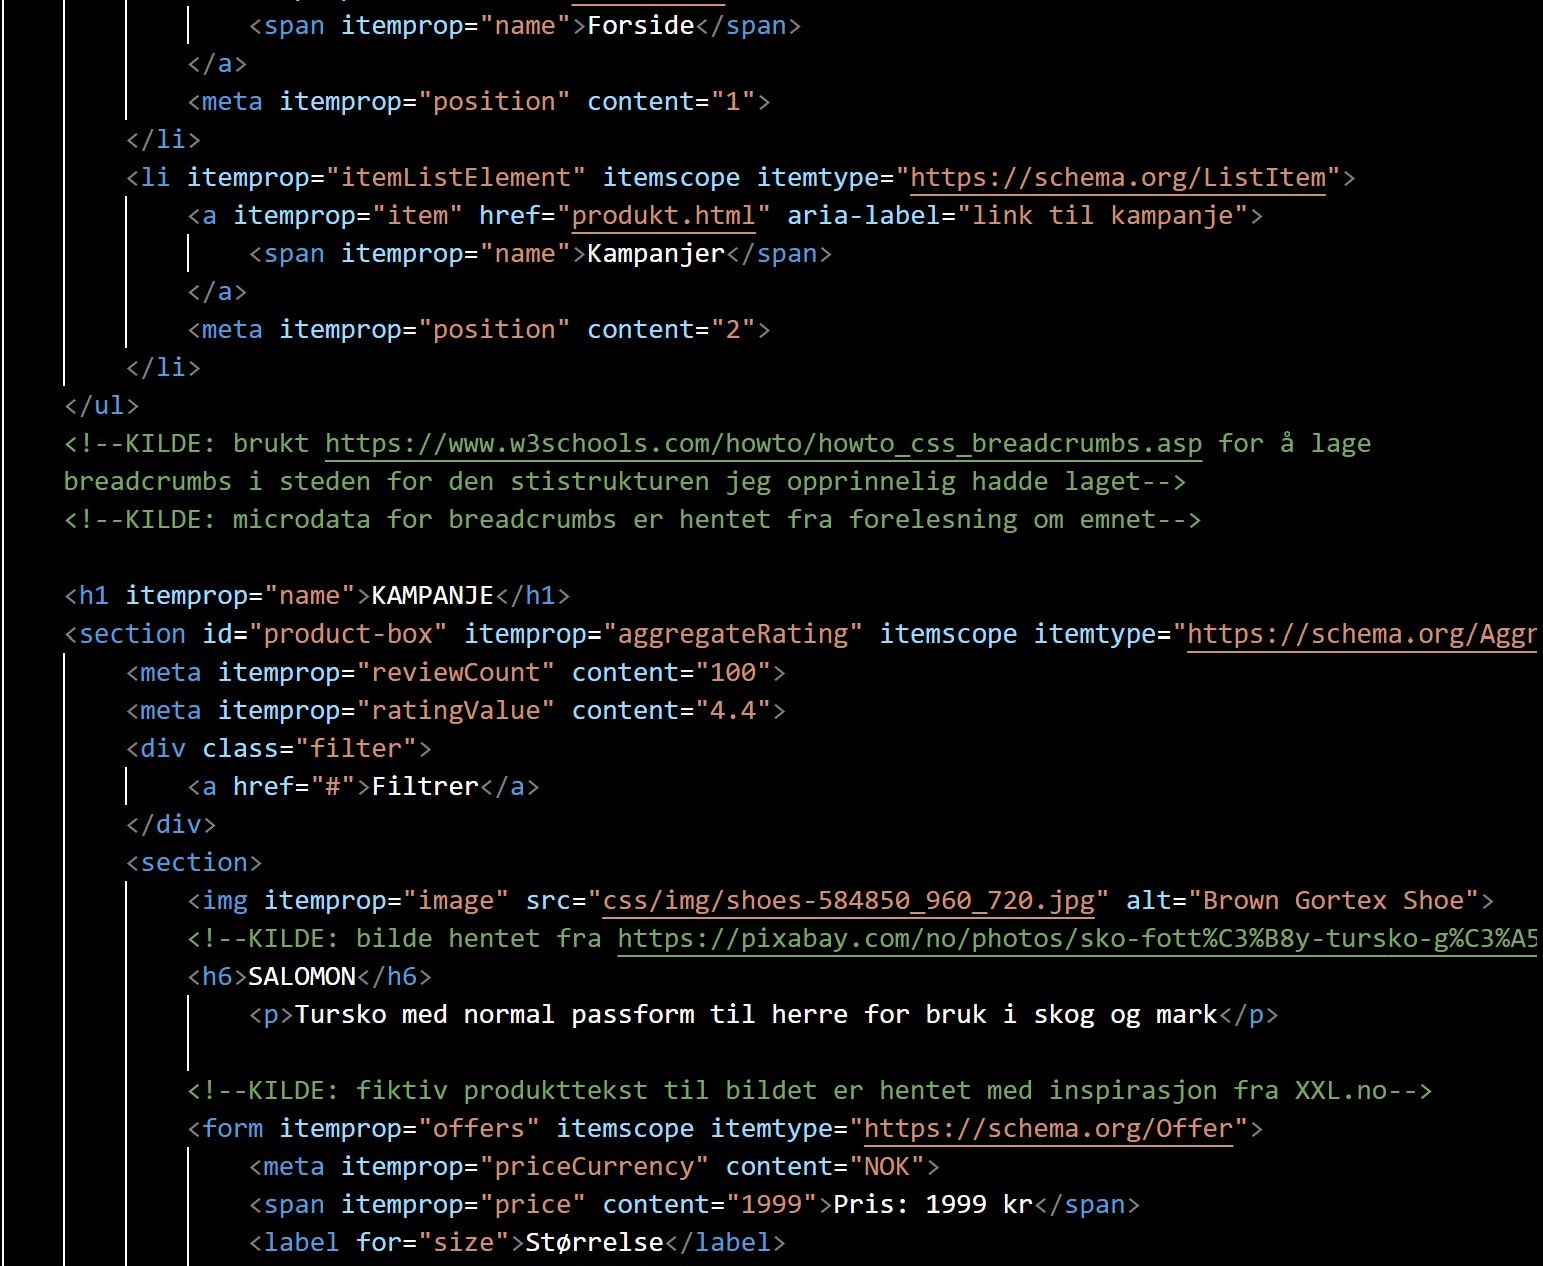 <span itemprop="name">Forside</span>
</a>
<meta itemprop="position" content="1">
</li>
<li itemprop="itemListElement" itemscope itemtype="https://schema.org/ListItem">
<a itemprop="item" href="produkt.html" aria-label="link til kampanje">
<span itemprop="name">Kampanjer</span>
</a>
<meta itemprop="position" content="2">
</li>
</ul>
<!--KILDE: brukt https://www.w3schools.com/howto/howto_css_breadcrumbs.asp for å lage
breadcrumbs i steden for den stistrukturen jeg opprinnelig hadde laget-->
<!--KILDE: microdata for breadcrumbs er hentet fra forelesning om emnet-->
<h1 itemprop="name">KAMPANJE</h1>
<section id="product-box" itemprop="aggregateRating" itemscope itemtype="https://schema.org/Aggr
<meta itemprop="reviewCount" content="100">
<meta itemprop="ratingValue" content="4.4">
<div class="filter">
<a href="#">Filtrer</a>
</div>
<section>
<img itemprop="image" src="css/img/shoes-584850_960_720.jpg" alt="Brown Gortex Shoe">
<!--KILDE: bilde hentet fra https://pixabay.com/no/photos/sko-fott%C3%B8y-tursko-g%C3%A5
<h6>SALOMON</h6>
<p>Tursko med normal passform til herre for bruk i skog og mark</p>
<!--KILDE: fiktiv produkttekst til bildet er hentet med inspirasjon fra XXL.no-->
<form itemprop="offers" itemscope itemtype="https://schema.org/Offer">
<meta itemprop="priceCurrency" content="NOK">
<span itemprop="price" content="1999">Pris: 1999 kr</span>
<label for="size">Størrelse</label>